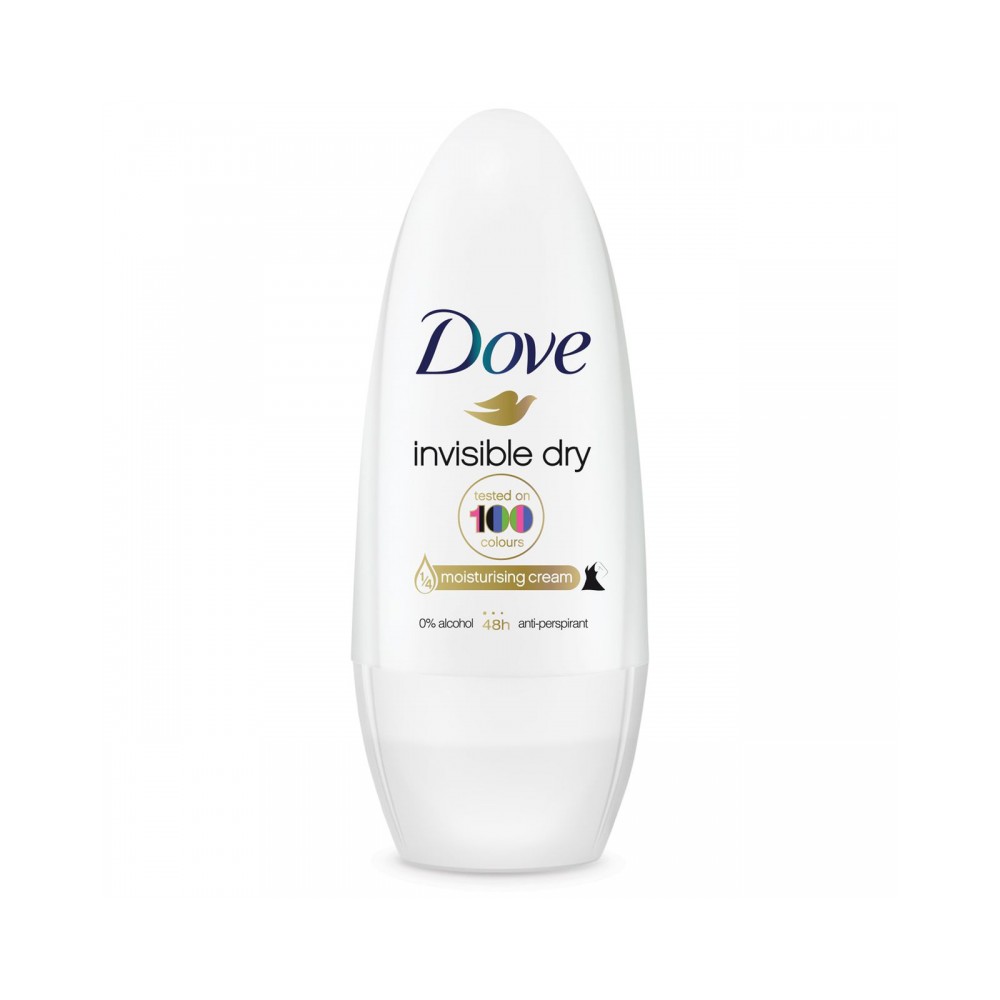 Dove
invisible dry
tested on
100
colours
1/4 moisturising cream
0% alcohol 48h anti-perspirant